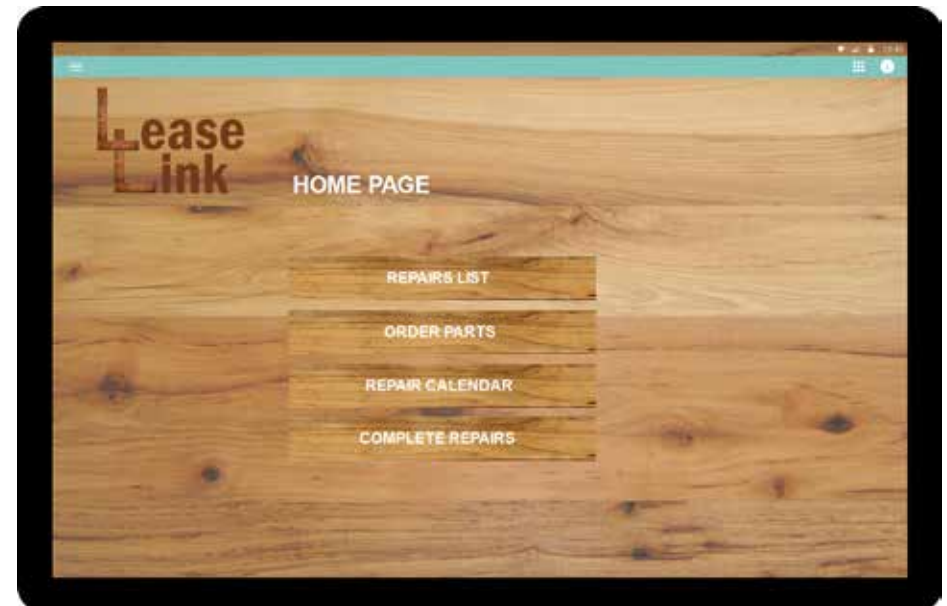 Lease
Link
HOME PAGE
REPAIRS LIST
ORDER PARTS
REPAIR CALENDAR
COMPLETE REPAIRS